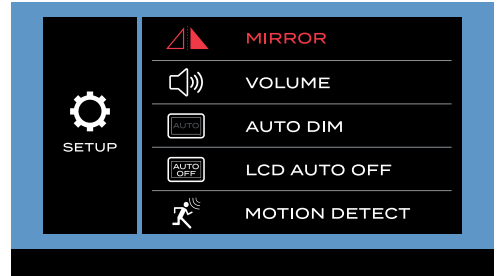 MIRROR
VOLUME
SETUP
AUTO
AUTO DIM
AUTO
OFF
LCD AUTO OFF
MOTION DETECT